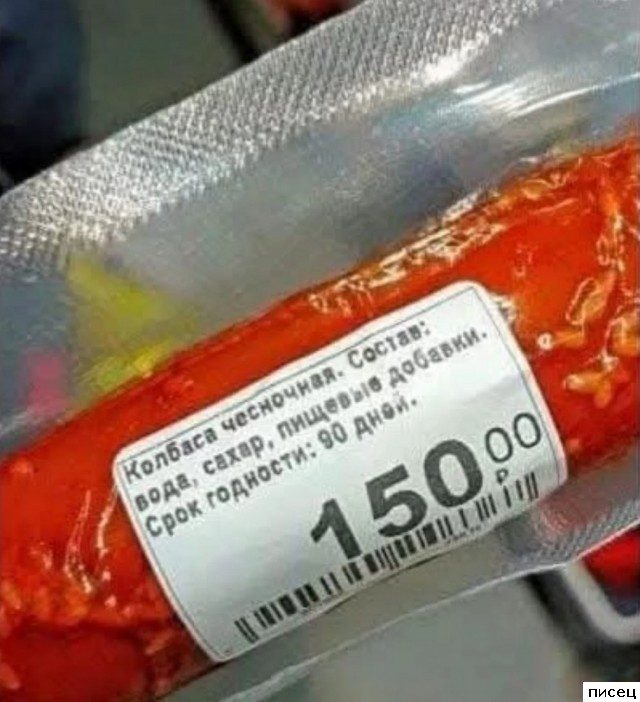 Колбаса чесночная. Состав:
вода, сахар, пищевые добавки.
Срок годности: 90 дней.
150 00
Р
писец